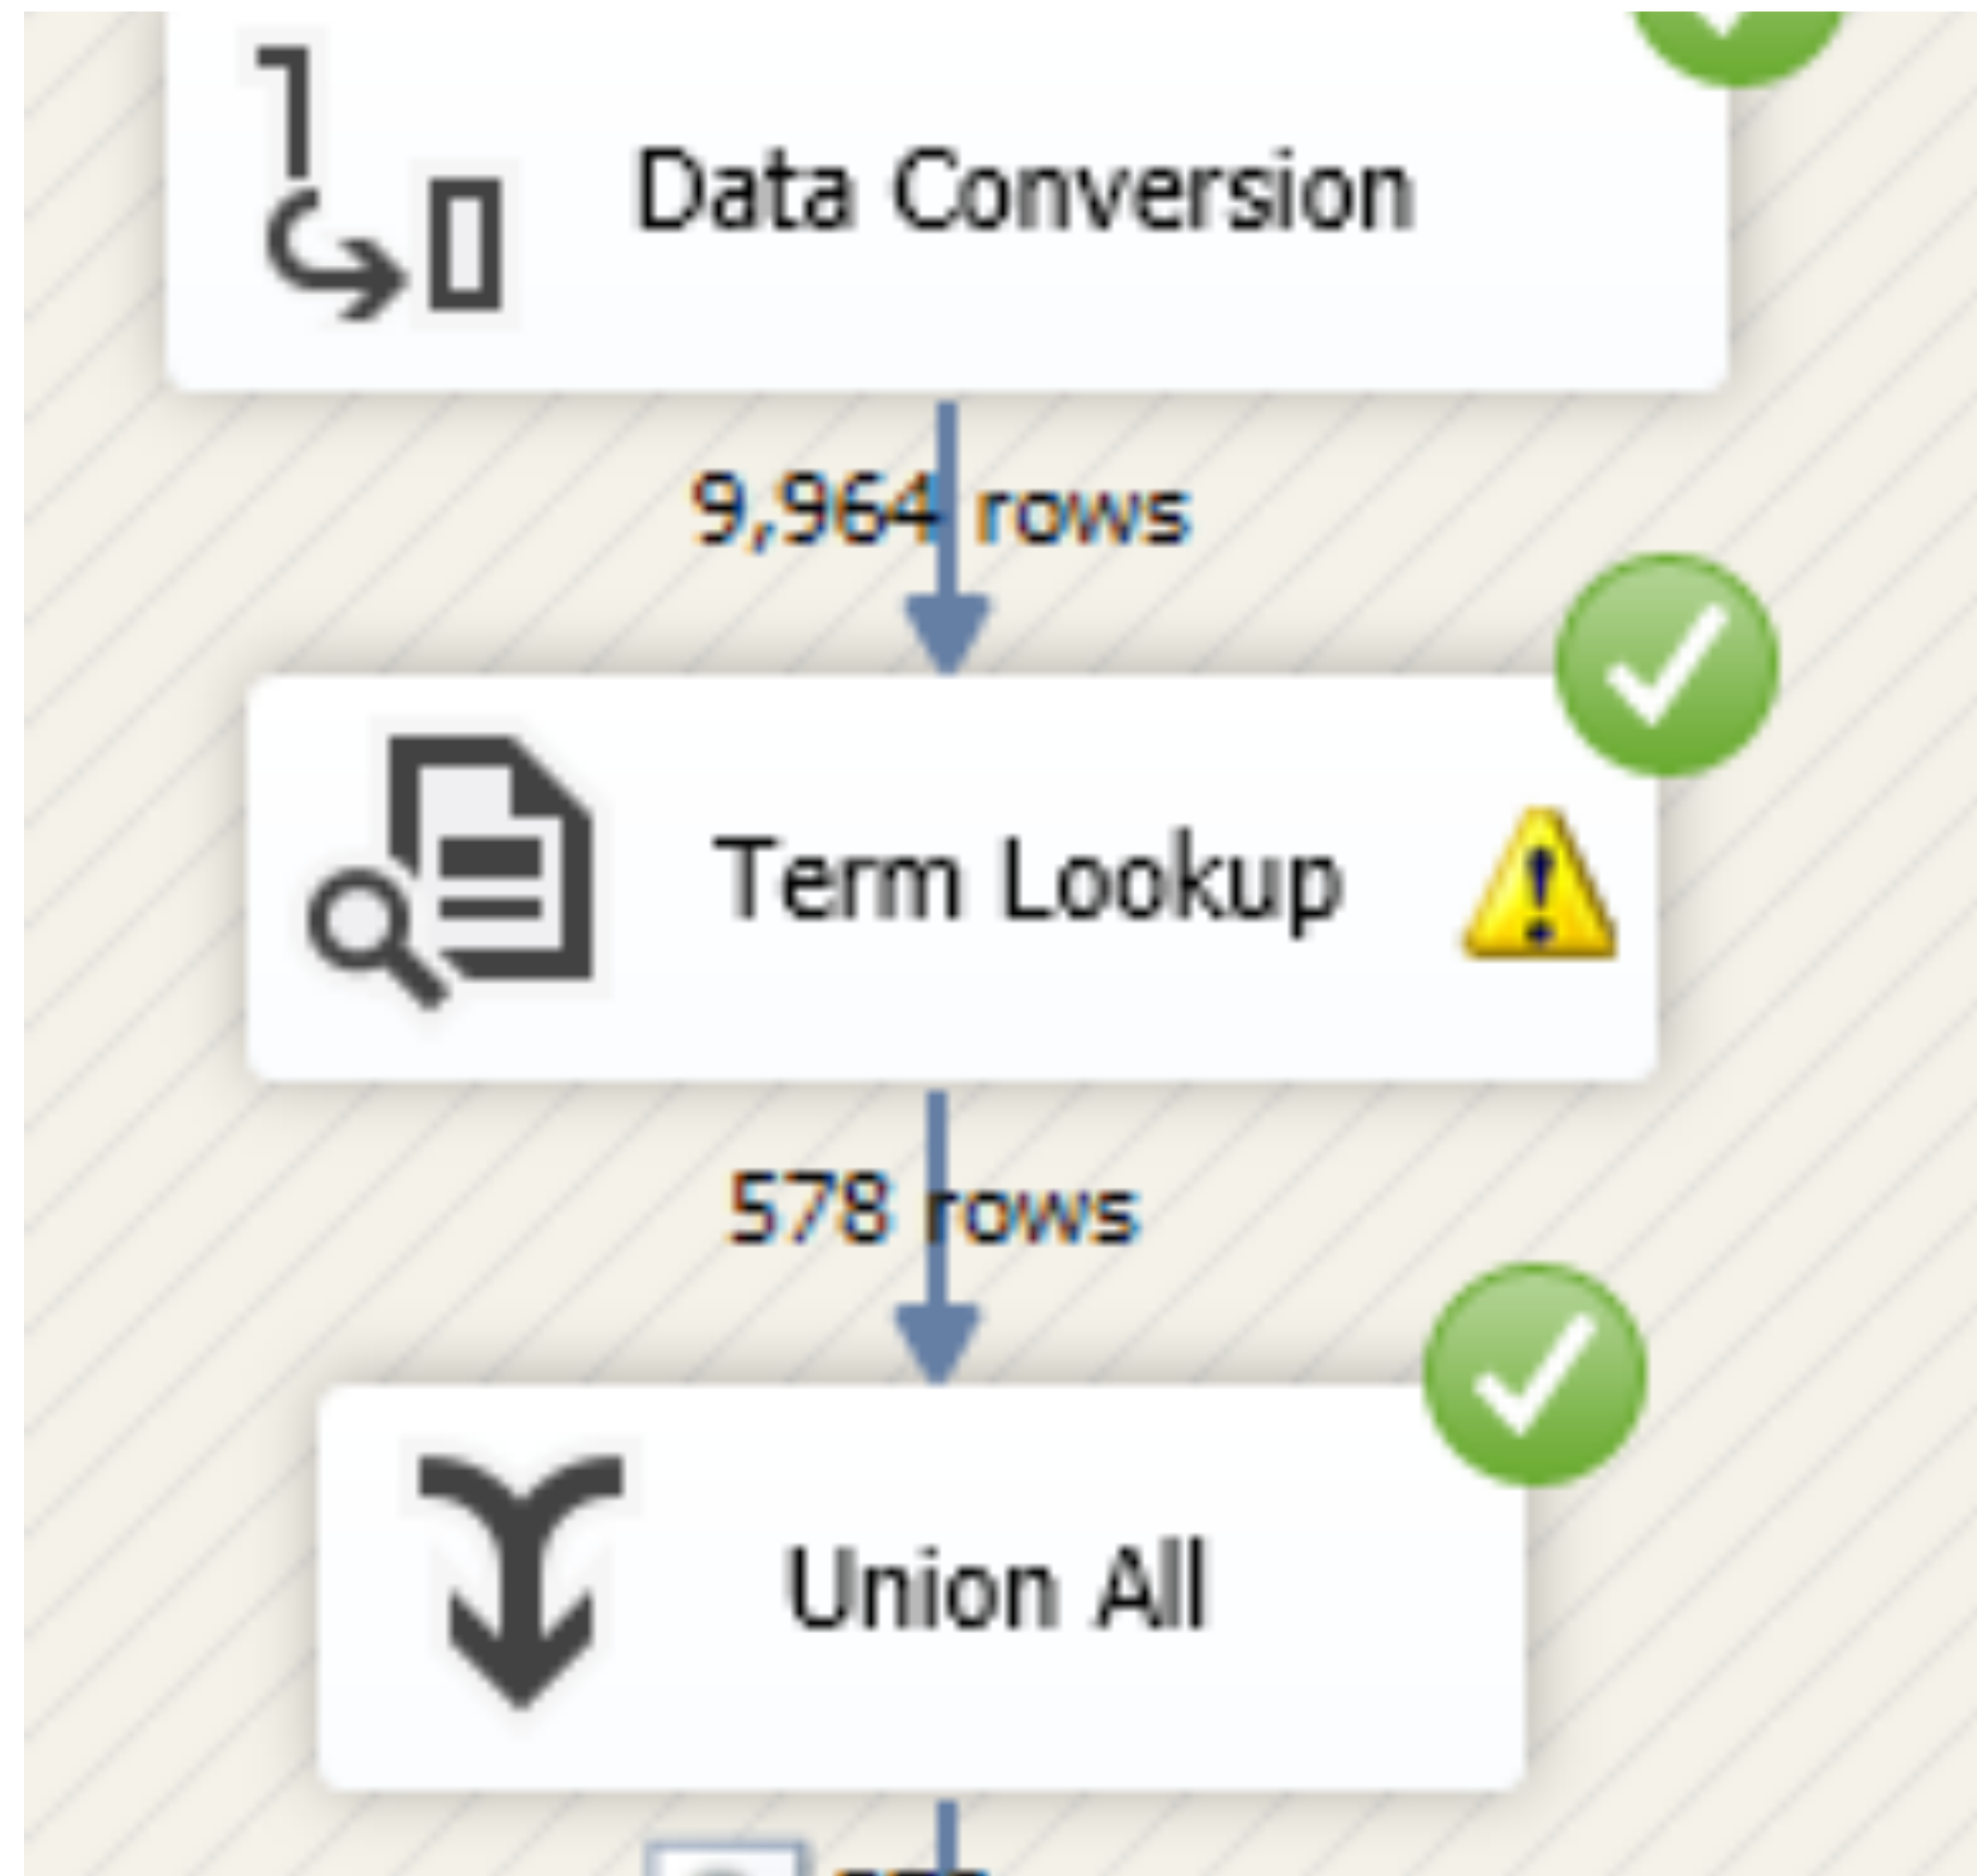 Data Conversion
9,964 rows
Term Lookup
578 rows
Union All